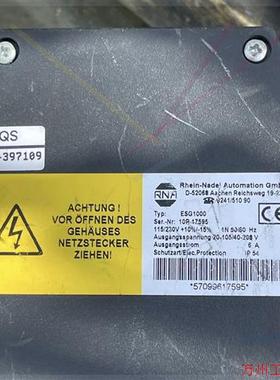 QS
-397109
ACHTUNG !
VOR ÖFFNEN DES
GEHÄUSES
NETZSTECKER
ZIEHEN!
RNA
Rhein-Nadel Automation GmbH
D-52068 Aachen Reichsweg 19-2
0241/510 90
Typ: ESG1000
Ser.-Nr.: 10R-17595
115/230V +10%/-15% 1N 50/60 Hz
Ausgangsspannung 20-105/40-208 V
Ausgangsstrom 6 A
Schutzart/Elec.Protection IP 54
CE
*57099617595*